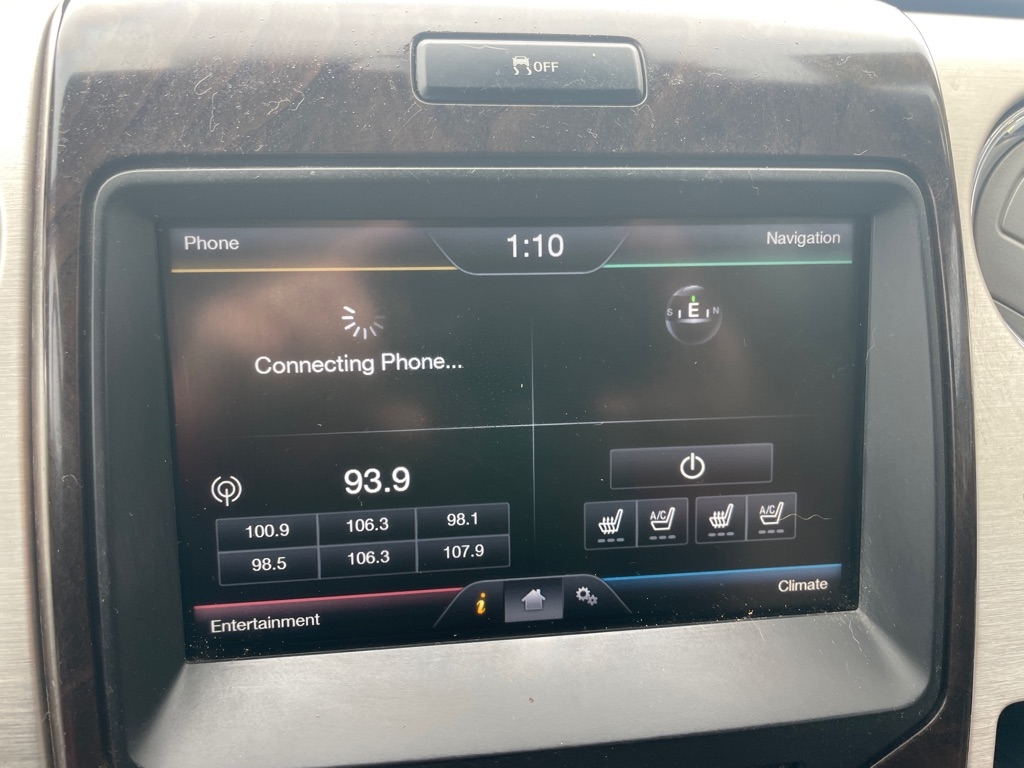 OFF
Phone
1:10
Navigation
S E N
Connecting Phone...
93.9
100.9 106.3 98.1
98.5 106.3 107.9
A/C A/C
i
Climate
Entertainment